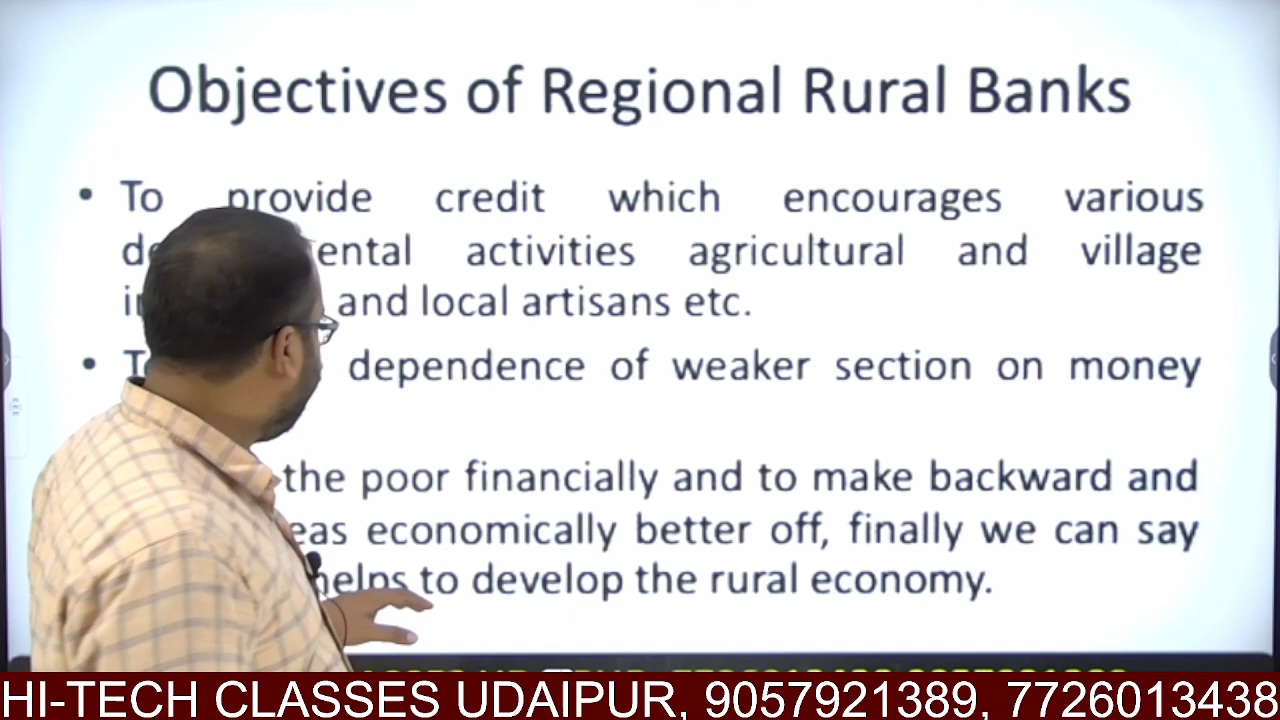 Objectives of Regional Rural Banks
• To provide credit which encourages various
ental activities agricultural and village
and local artisans etc.
• dependence of weaker section on money
the poor financially and to make backward and
eas economically better off, finally we can say
helps to develop the rural economy.
HI-TECH CLASSES UDAIPUR, 9057921389, 7726013438